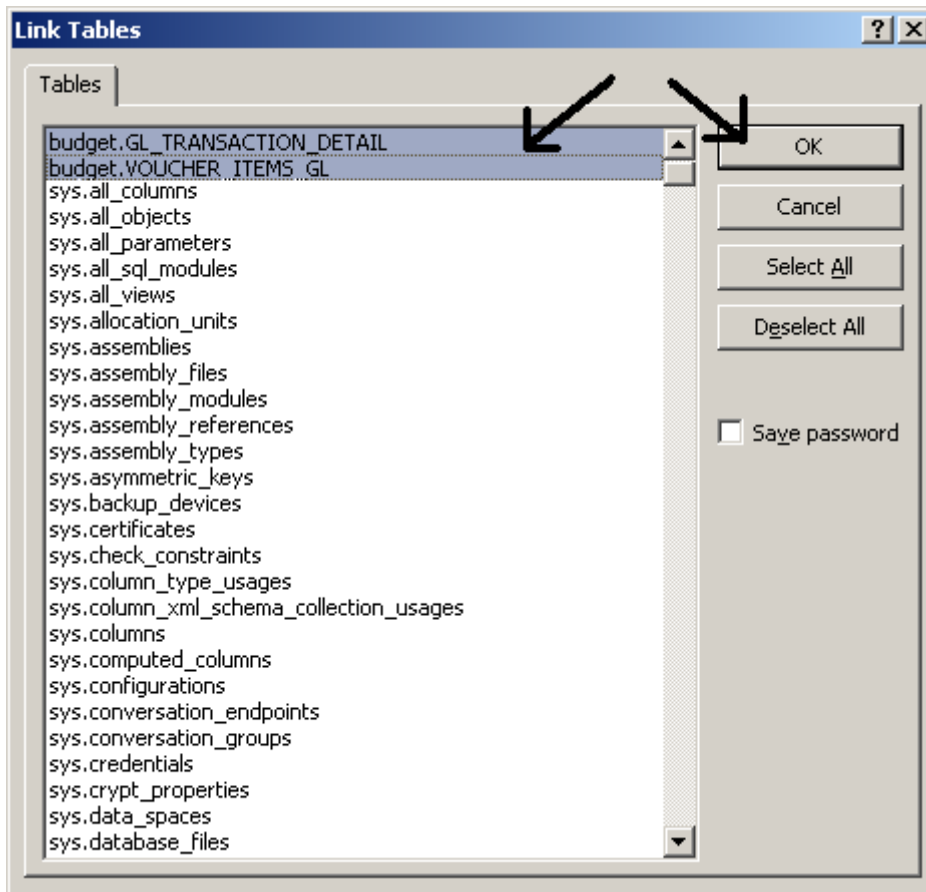 Link Tables
Tables
budget.GL_TRANSACTION_DETAIL
budget.VOUCHER_ITEMS_GL
sys.all_columns
sys.all_objects
sys.all_parameters
sys.all_sql_modules
sys.all_views
sys.allocation_units
sys.assemblies
sys.assembly_files
sys.assembly_modules
sys.assembly_references
sys.assembly_types
sys.asymmetric_keys
sys.backup_devices
sys.certificates
sys.check_constraints
sys.column_type_usages
sys.column_xml_schema_collection_usages
sys.columns
sys.computed_columns
sys.configurations
sys.conversation_endpoints
sys.conversation_groups
sys.credentials
sys.crypt_properties
sys.data_spaces
sys.database_files
OK
Cancel
Select All
Deselect All
Save password